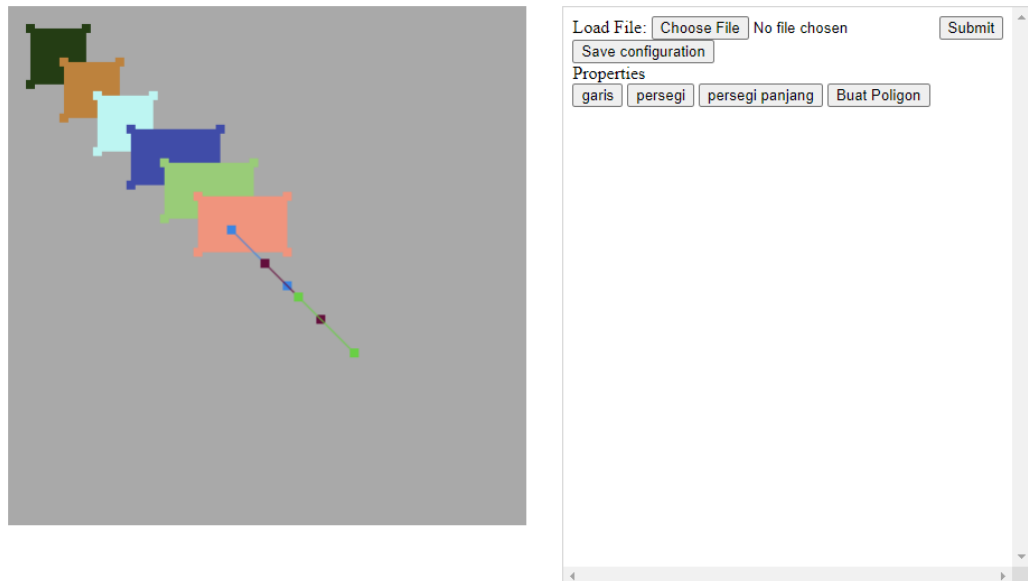 Load File: Choose File No file chosen Submit
Save configuration
Properties
garis persegi persegi panjang Buat Poligon